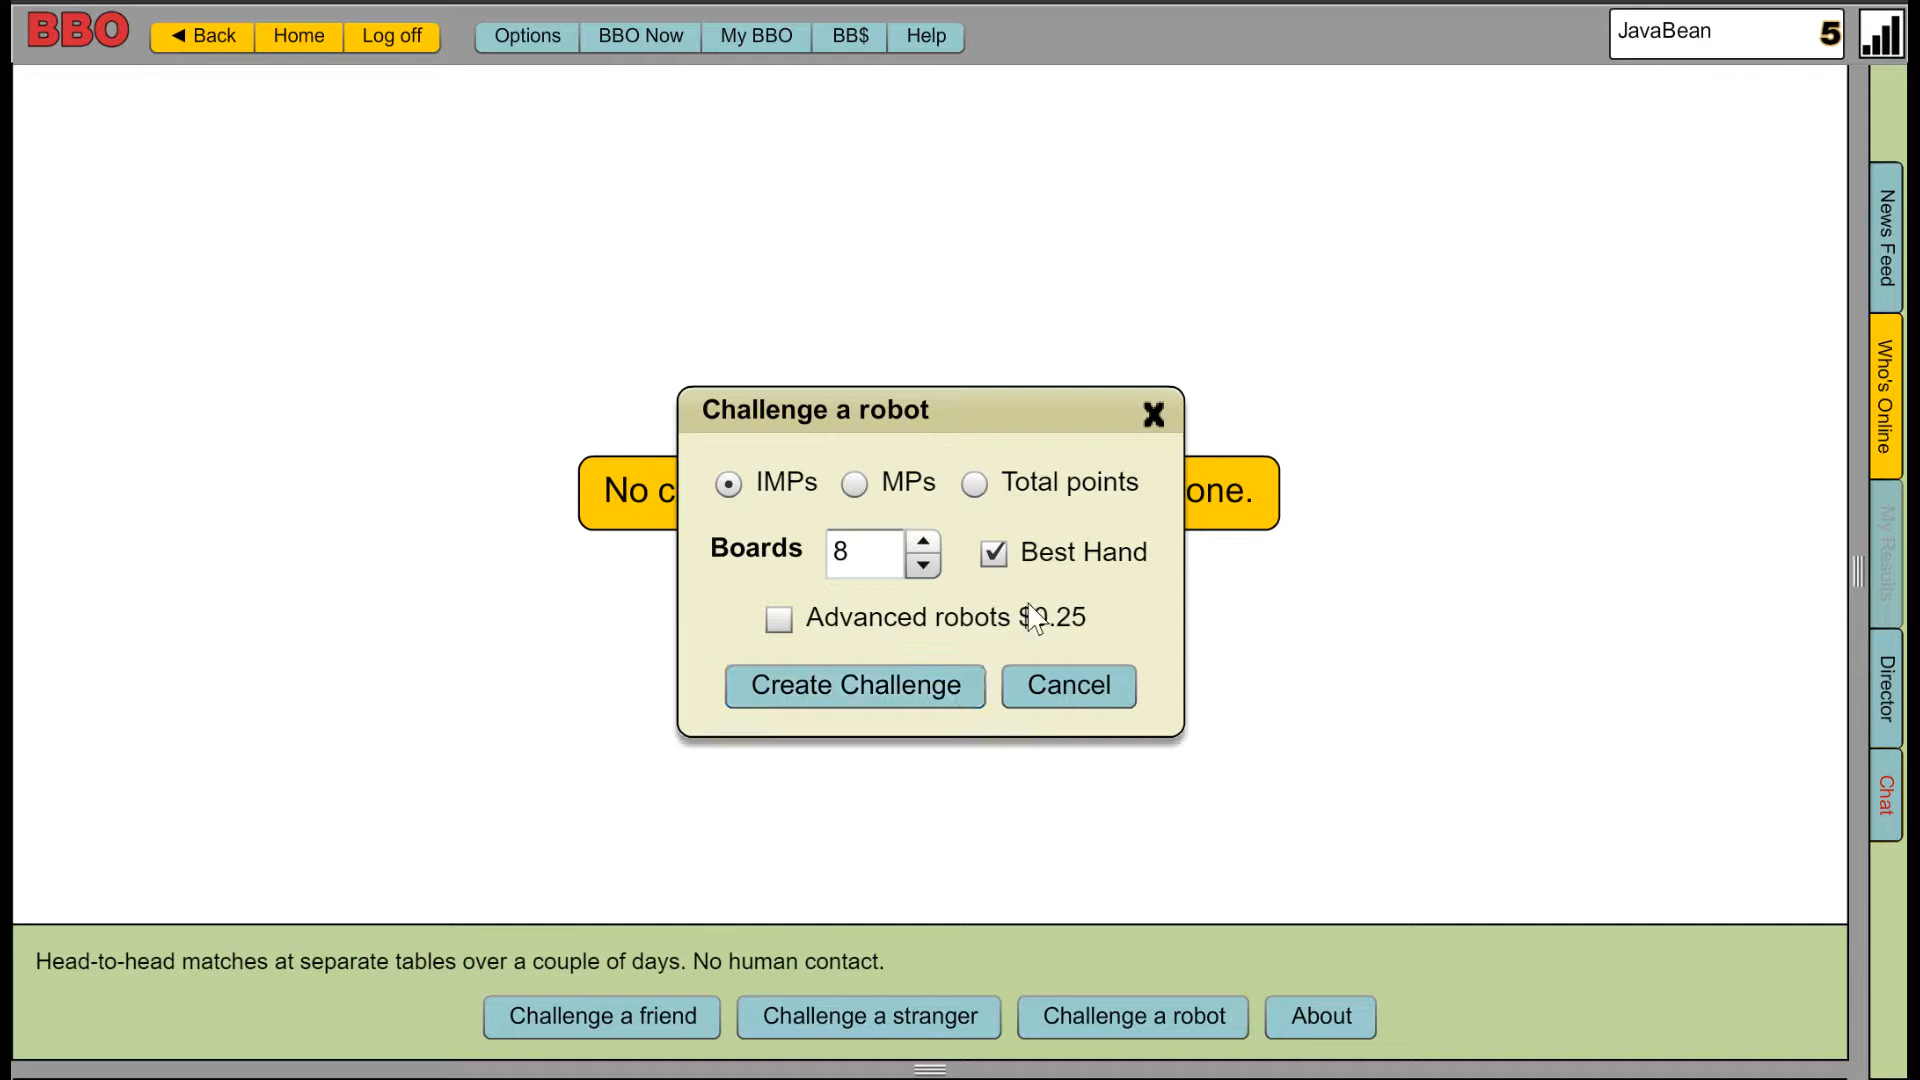 BBO
◄ Back Home Log off Options BBO Now My BBO BB$ Help JavaBean 5
News Feed
Who's Online
My Results
Director
Chat
Challenge a robot X
IMPs MPs Total points
No c one.
Boards 8 Best Hand
Advanced robots $0.25
Create Challenge Cancel
Head-to-head matches at separate tables over a couple of days. No human contact.
Challenge a friend Challenge a stranger Challenge a robot About